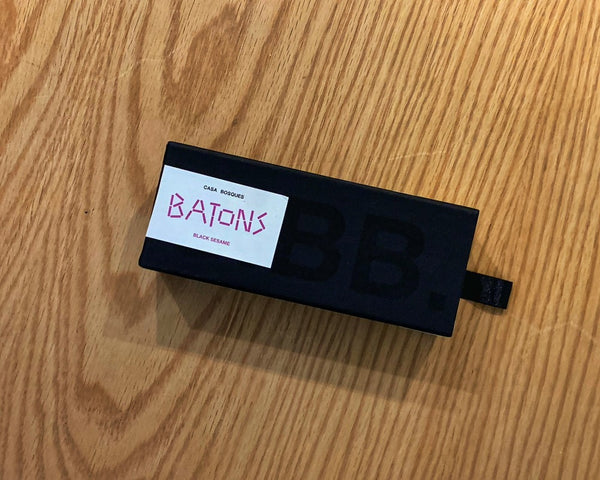 CASA BOSQUES
BATONS
BLACK SESAME
BB.